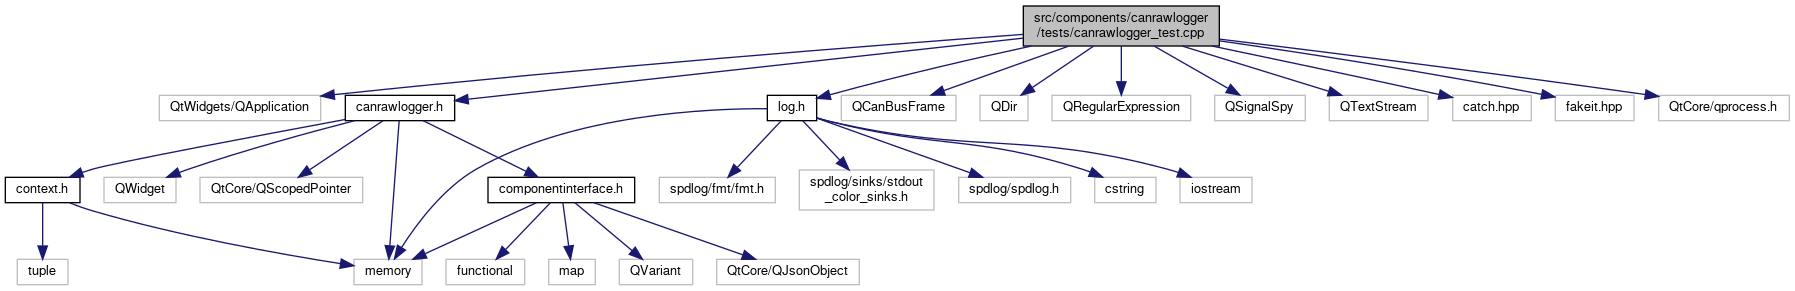 src/components/canrawlogger
/tests/canrawlogger_test.cpp
QtWidgets/QApplication
canrawlogger.h
log.h
QCanBusFrame
QDir
QRegularExpression
QSignalSpy
QTextStream
catch.hpp
fakeit.hpp
QtCore/qprocess.h
context.h
QWidget
QtCore/QScopedPointer
componentinterface.h
spdlog/fmt/fmt.h
spdlog/sinks/stdout
_color_sinks.h
spdlog/spdlog.h
cstring
iostream
tuple
memory
functional
map
QVariant
QtCore/QJsonObject